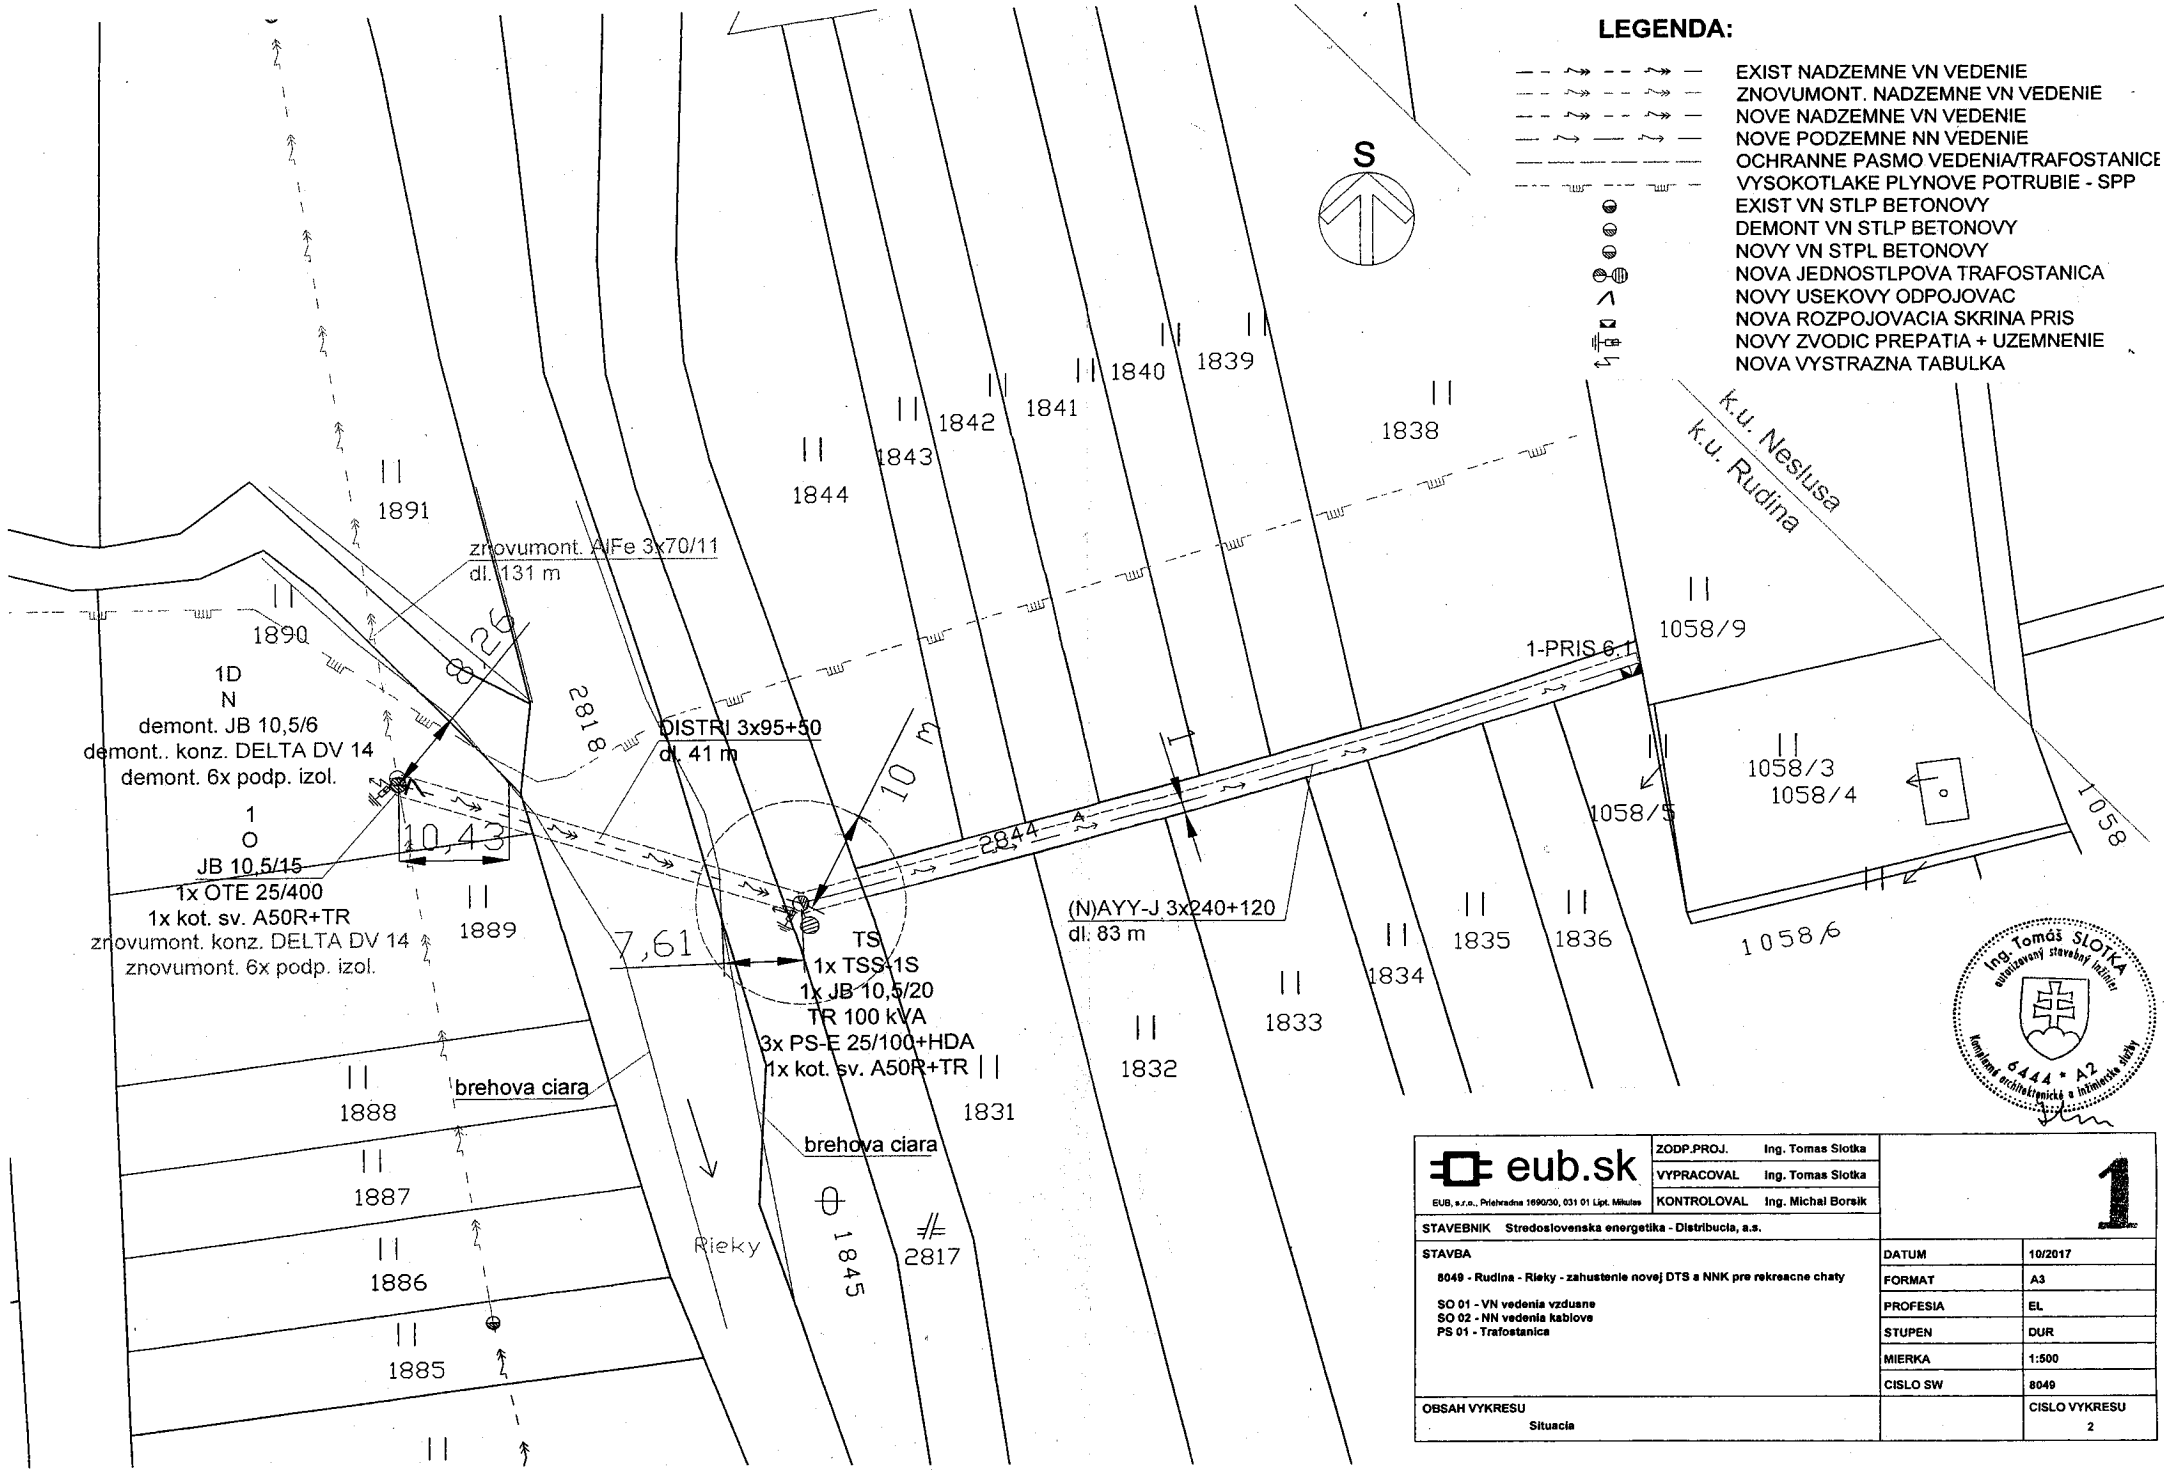 LEGENDA:
EXIST NADZEMNE VN VEDENIE
ZNOVUMONT. NADZEMNE VN VEDENIE
NOVE NADZEMNE VN VEDENIE
NOVE PODZEMNE NN VEDENIE
OCHRANNE PASMO VEDENIA/TRAFOSTANICE
VYSOKOTLAKE PLYNOVE POTRUBIE - SPP
EXIST VN STLP BETONOVY
DEMONT VN STLP BETONOVY
NOVY VN STPL BETONOVY
NOVA JEDNOSTLPOVA TRAFOSTANICA
NOVY USEKOVY ODPOJOVAC
NOVA ROZPOJOVACIA SKRINA PRIS
NOVY ZVODIC PREPATIA + UZEMNENIE
NOVA VYSTRAZNA TABULKA
S
k.u. Neslusa
k.u. Rudina
1839
1840
1841
1842
1843
1844
1838
1891
znovumont. AlFe 3x70/11
dl. 131 m
1890
8,26
1058/9
1-PRIS 6.1
1D
N
demont. JB 10,5/6
demont.. konz. DELTA DV 14
demont. 6x podp. izol.
2818
DISTRI 3x95+50
dl. 41 m
10 m
1
1058/3
1058/4
1058/5
1058
1
O
JB 10,5/15
1x OTE 25/400
1x kot. sv. A50R+TR
znovumont. konz. DELTA DV 14
znovumont. 6x podp. izol.
10,43
2844
1889
7,61
(N)AYY-J 3x240+120
dl. 83 m
1834
1835
1836
1058/6
TS
1x TSS-1S
1x JB 10,5/20
TR 100 kVA
3x PS-E 25/100+HDA
1x kot. sv. A50R+TR
1833
1832
1831
1888
brehova ciara
brehova ciara
1887
1886
1885
Rieky
1845
2817
Ing. Tomáš SLOTKA
autorizovaný stavebný inžinier
6444 * A2
Komplexné architektonické a inžinierske služby
eub.sk
EUB, s.r.o., Priehradna 1690/30, 031 01 Lipt. Mikulas
ZODP.PROJ. Ing. Tomas Slotka
VYPRACOVAL Ing. Tomas Slotka
KONTROLOVAL Ing. Michal Borsik
1
STAVEBNIK Stredoslovenska energetika - Distribucia, a.s.
STAVBA
8049 - Rudina - Rieky - zahustenie novej DTS a NNK pre rekreacne chaty
SO 01 - VN vedenia vzdusne
SO 02 - NN vedenia kablove
PS 01 - Trafostanica
DATUM 10/2017
FORMAT A3
PROFESIA EL
STUPEN DUR
MIERKA 1:500
CISLO SW 8049
OBSAH VYKRESU
Situacia
CISLO VYKRESU
2